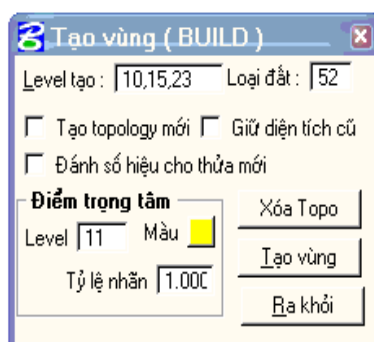 Tạo vùng ( BUILD )
Level tạo : 10,15,23 Loại đất : 52
Tạo topology mới Giữ diện tích cũ
Đánh số hiệu cho thửa mới
Điểm trọng tâm
Level 11 Màu
Tỷ lệ nhãn 1.000
Xóa Topo
Tạo vùng
Ra khỏi